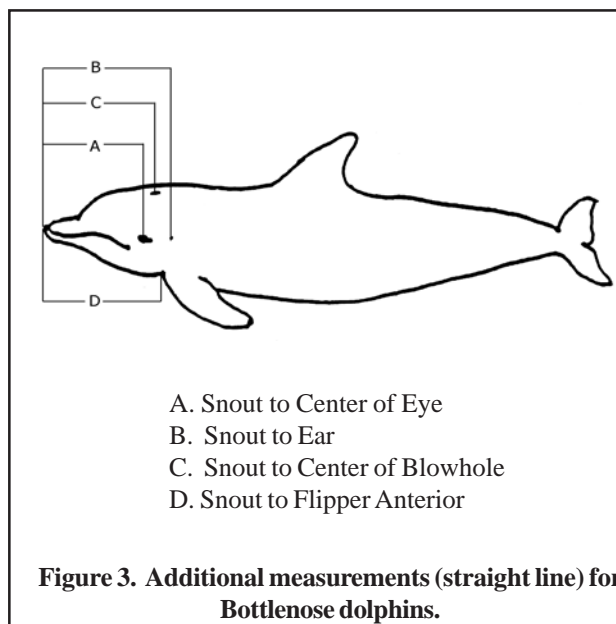 B
C
A
D
A. Snout to Center of Eye
B. Snout to Ear
C. Snout to Center of Blowhole
D. Snout to Flipper Anterior
Figure 3. Additional measurements (straight line) for
Bottlenose dolphins.